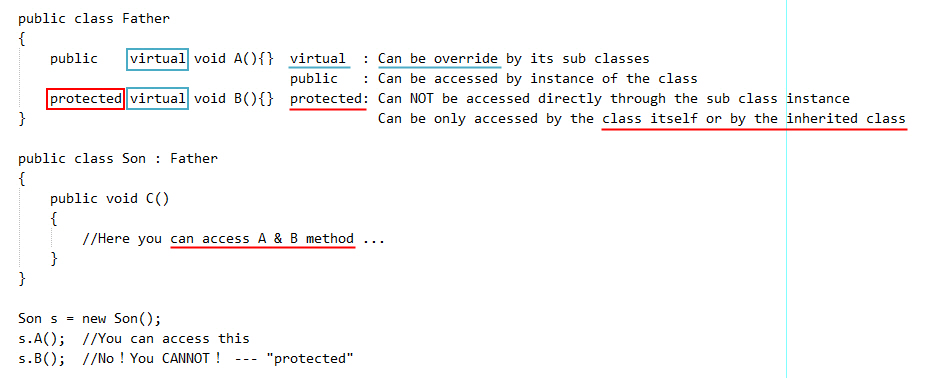 public class Father
{
public virtual void A(){} virtual : Can be override by its sub classes
public : Can be accessed by instance of the class
protected virtual void B(){} protected: Can NOT be accessed directly through the sub class instance
} Can be only accessed by the class itself or by the inherited class
public class Son : Father
{
public void C()
{
//Here you can access A & B method ...
}
}
Son s = new Son();
s.A(); //You can access this
s.B(); //No！You CANNOT！ --- "protected"